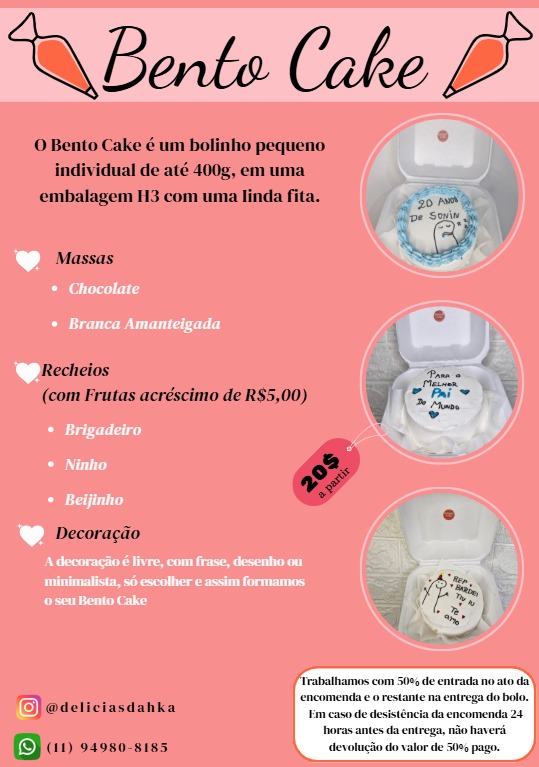 Bento Cake
O Bento Cake é um bolinho pequeno
individual de até 400g, em uma
embalagem H3 com uma linda fita.
Massas
• Chocolate
• Branca Amanteigada
Recheios
(com Frutas acréscimo de R$5,00)
• Brigadeiro
• Ninho
• Beijinho
Decoração
A decoração é livre, com frase, desenho ou
minimalista, só escolher e assim formamos
o seu Bento Cake
20 ANOS
DE SONIN
PARA O
MELHOR
PAI
DO MUNDO
20$
a partir
TE
AMO
Trabalhamos com 50% de entrada no ato da
encomenda e o restante na entrega do bolo.
Em caso de desistência da encomenda 24
horas antes da entrega, não haverá
devolução do valor de 50% pago.
@deliciasdahka
(11) 94980-8185